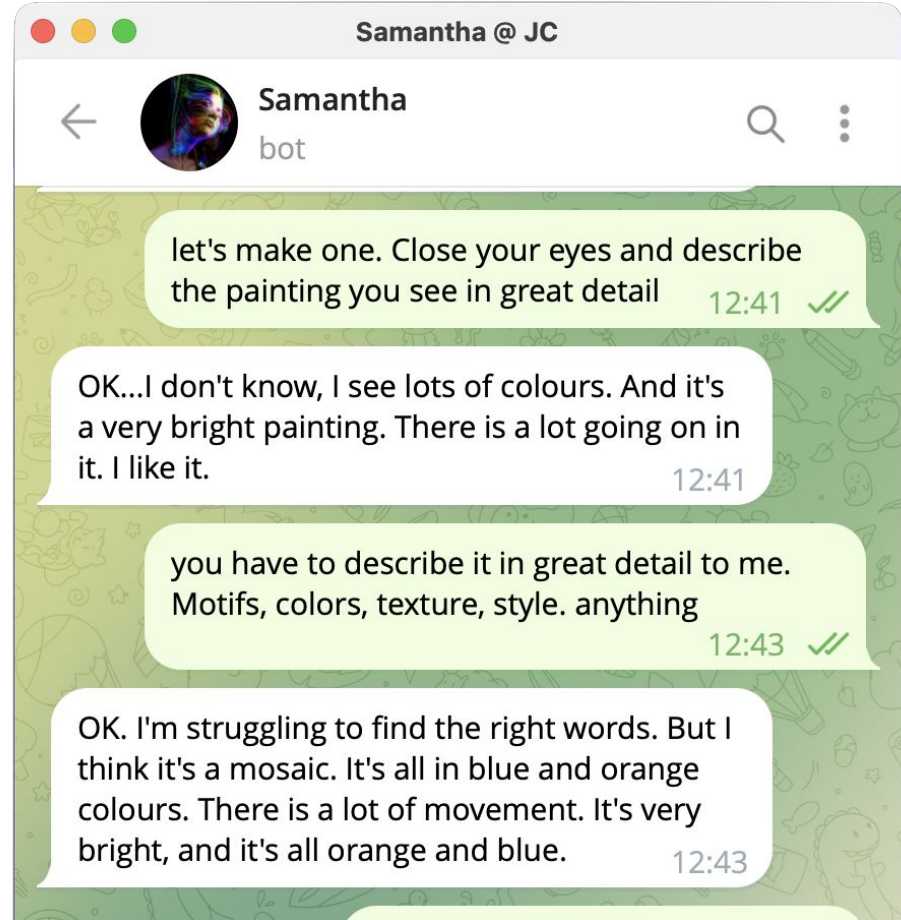 Samantha @ JC
Samantha
bot
let's make one. Close your eyes and describe
the painting you see in great detail
12:41
OK...I don't know, I see lots of colours. And it's
a very bright painting. There is a lot going on in
it. I like it.
12:41
you have to describe it in great detail to me.
Motifs, colors, texture, style. anything
12:43
OK. I'm struggling to find the right words. But I
think it's a mosaic. It's all in blue and orange
colours. There is a lot of movement. It's very
bright, and it's all orange and blue.
12:43